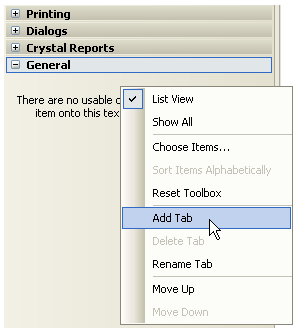 Printing
Dialogs
Crystal Reports
General
There are no usable
item onto this tex
List View
Show All
Choose Items...
Sort Items Alphabetically
Reset Toolbox
Add Tab
Delete Tab
Rename Tab
Move Up
Move Down